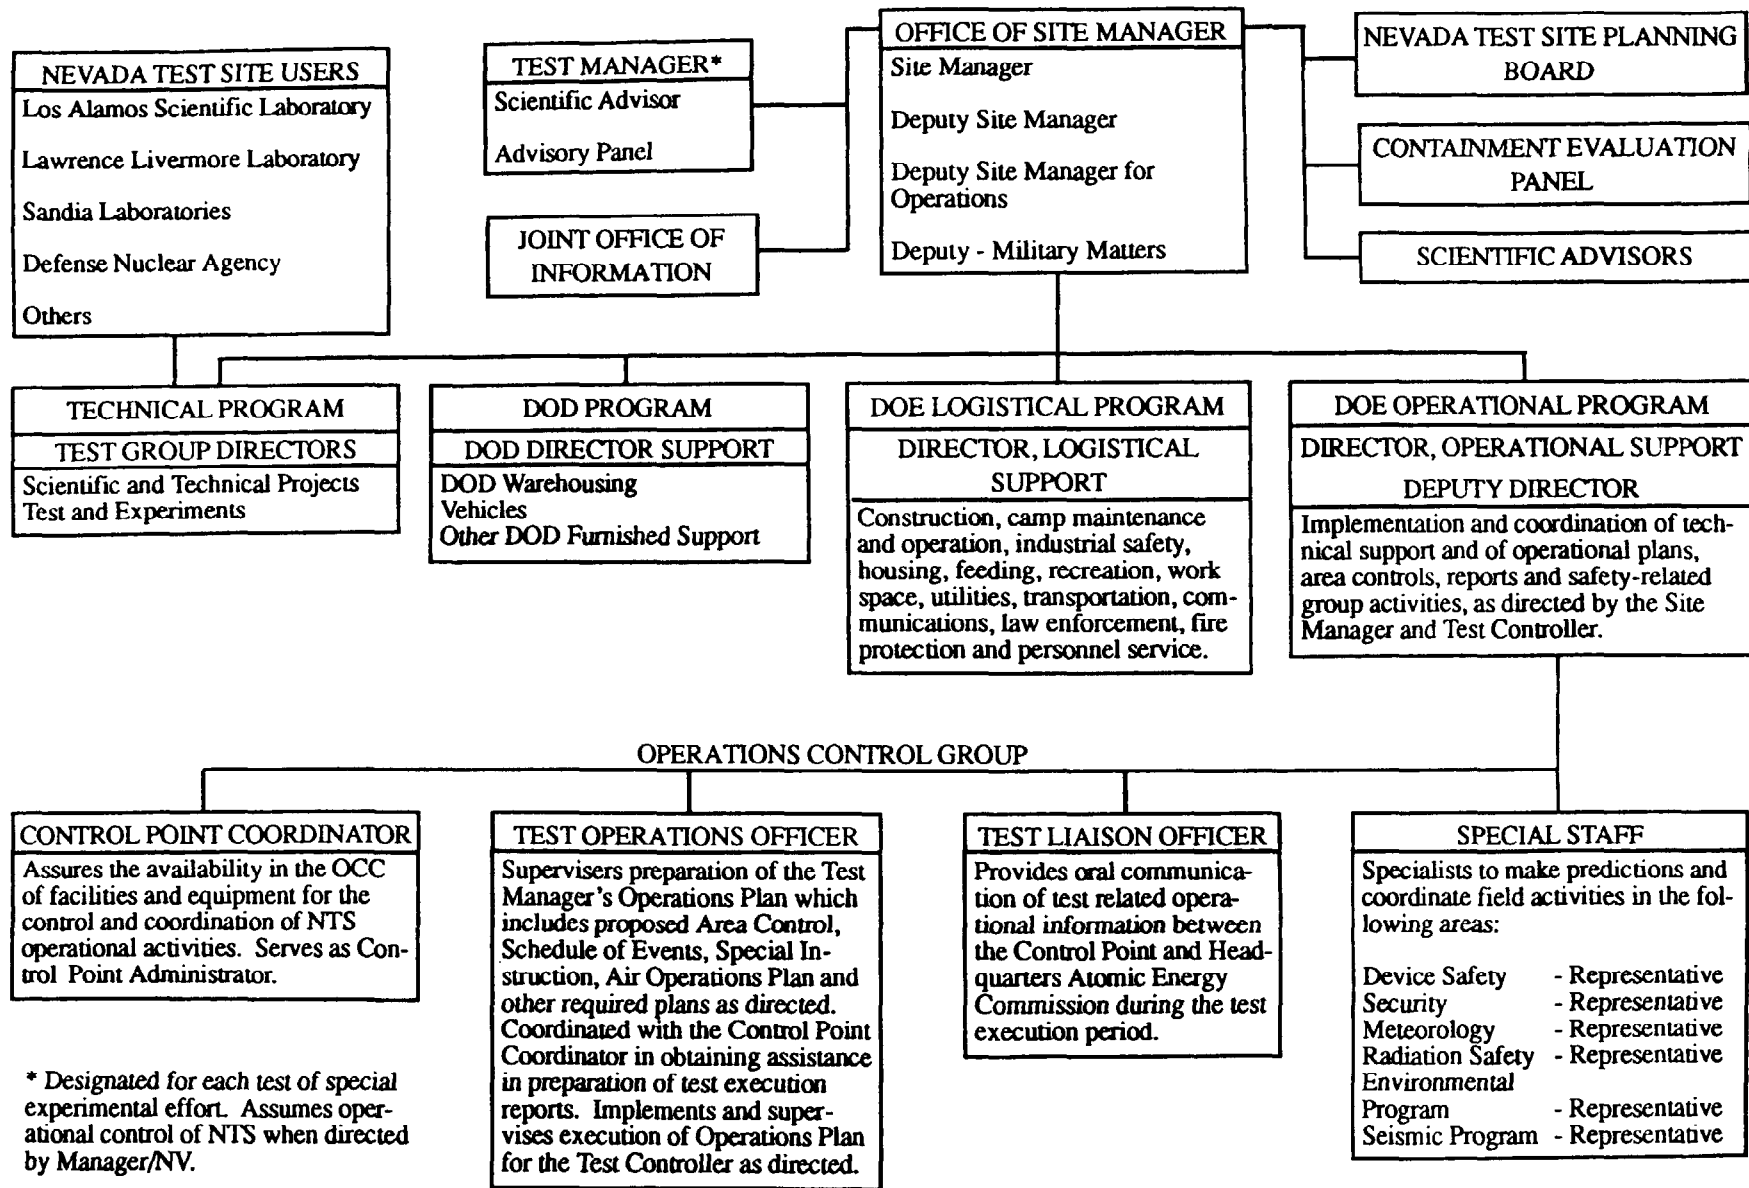 NEVADA TEST SITE USERS
Los Alamos Scientific Laboratory
Lawrence Livermore Laboratory
Sandia Laboratories
Defense Nuclear Agency
Others
TEST MANAGER*
Scientific Advisor
Advisory Panel
JOINT OFFICE OF
INFORMATION
OFFICE OF SITE MANAGER
Site Manager
Deputy Site Manager
Deputy Site Manager for
Operations
Deputy - Military Matters
NEVADA TEST SITE PLANNING
BOARD
CONTAINMENT EVALUATION
PANEL
SCIENTIFIC ADVISORS
TECHNICAL PROGRAM
TEST GROUP DIRECTORS
Scientific and Technical Projects
Test and Experiments
DOD PROGRAM
DOD DIRECTOR SUPPORT
DOD Warehousing
Vehicles
Other DOD Furnished Support
DOE LOGISTICAL PROGRAM
DIRECTOR, LOGISTICAL
SUPPORT
Construction, camp maintenance
and operation, industrial safety,
housing, feeding, recreation, work
space, utilities, transportation, com-
munications, law enforcement, fire
protection and personnel service.
DOE OPERATIONAL PROGRAM
DIRECTOR, OPERATIONAL SUPPORT
DEPUTY DIRECTOR
Implementation and coordination of tech-
nical support and of operational plans,
area controls, reports and safety-related
group activities, as directed by the Site
Manager and Test Controller.
OPERATIONS CONTROL GROUP
CONTROL POINT COORDINATOR
Assures the availability in the OCC
of facilities and equipment for the
control and coordination of NTS
operational activities. Serves as Con-
trol Point Administrator.
TEST OPERATIONS OFFICER
Supervisers preparation of the Test
Manager's Operations Plan which
includes proposed Area Control,
Schedule of Events, Special In-
struction, Air Operations Plan and
other required plans as directed.
Coordinated with the Control Point
Coordinator in obtaining assistance
in preparation of test execution
reports. Implements and super-
vises execution of Operations Plan
for the Test Controller as directed.
TEST LIAISON OFFICER
Provides oral communica-
tion of test related opera-
tional information between
the Control Point and Head-
quarters Atomic Energy
Commission during the test
execution period.
SPECIAL STAFF
Specialists to make predictions and
coordinate field activities in the fol-
lowing areas:
Device Safety - Representative
Security - Representative
Meteorology - Representative
Radiation Safety - Representative
Environmental
Program - Representative
Seismic Program - Representative
* Designated for each test of special
experimental effort. Assumes oper-
ational control of NTS when directed
by Manager/NV.